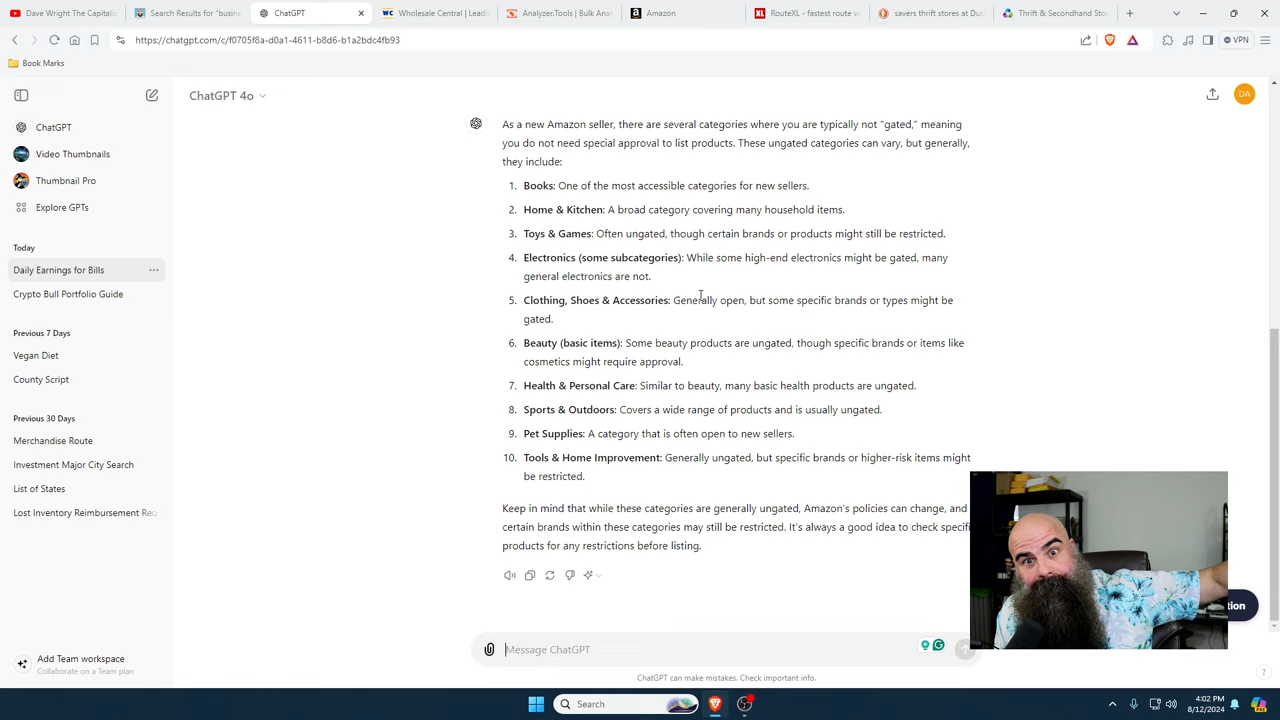 Dave Wright The Capitali
Search Results for "busine
ChatGPT
Wholesale Central | Leadi
Analyzer.Tools | Bulk Anal
Amazon
RouteXL - fastest route w
savers thrift stores at Duc
Thrift & Secondhand Stor
https://chatgpt.com/c/f0705f8a-d0a1-4611-b8d6-b1a2bdc4fb93
VPN
Book Marks
ChatGPT 4o
DA
ChatGPT
Video Thumbnails
Thumbnail Pro
Explore GPTs
Today
Daily Earnings for Bills
Crypto Bull Portfolio Guide
Previous 7 Days
Vegan Diet
County Script
Previous 30 Days
Merchandise Route
Investment Major City Search
List of States
Lost Inventory Reimbursement Req
Add Team workspace
Collaborate on a Team plan
As a new Amazon seller, there are several categories where you are typically not "gated," meaning
you do not need special approval to list products. These ungated categories can vary, but generally,
they include:
1. Books: One of the most accessible categories for new sellers.
2. Home & Kitchen: A broad category covering many household items.
3. Toys & Games: Often ungated, though certain brands or products might still be restricted.
4. Electronics (some subcategories): While some high-end electronics might be gated, many
general electronics are not.
5. Clothing, Shoes & Accessories: Generally open, but some specific brands or types might be
gated.
6. Beauty (basic items): Some beauty products are ungated, though specific brands or items like
cosmetics might require approval.
7. Health & Personal Care: Similar to beauty, many basic health products are ungated.
8. Sports & Outdoors: Covers a wide range of products and is usually ungated.
9. Pet Supplies: A category that is often open to new sellers.
10. Tools & Home Improvement: Generally ungated, but specific brands or higher-risk items might
be restricted.
Keep in mind that while these categories are generally ungated, Amazon's policies can change, and
certain brands within these categories may still be restricted. It's always a good idea to check specifi
products for any restrictions before listing.
tion
Message ChatGPT
ChatGPT can make mistakes. Check important info.
?
Search
4:02 PM
8/12/2024